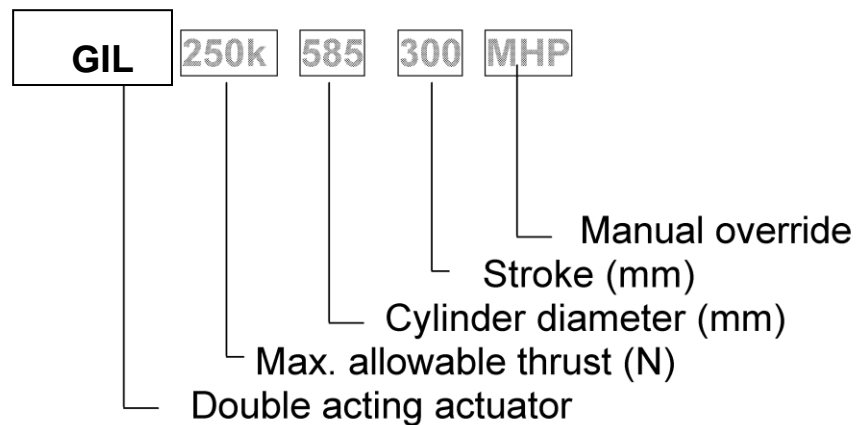 GIL 250k 585 300 MHP
Manual override
Stroke (mm)
Cylinder diameter (mm)
Max. allowable thrust (N)
Double acting actuator